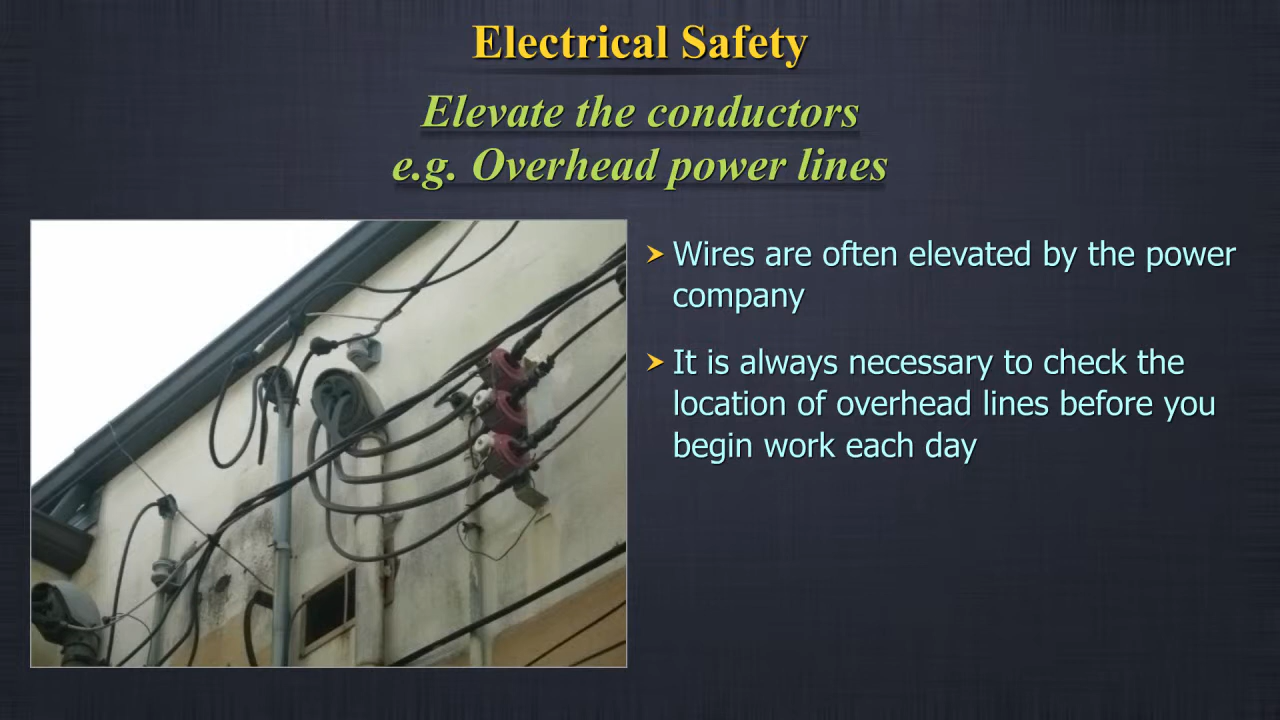 Electrical Safety
Elevate the conductors
e.g. Overhead power lines
Wires are often elevated by the power
company
It is always necessary to check the
location of overhead lines before you
begin work each day